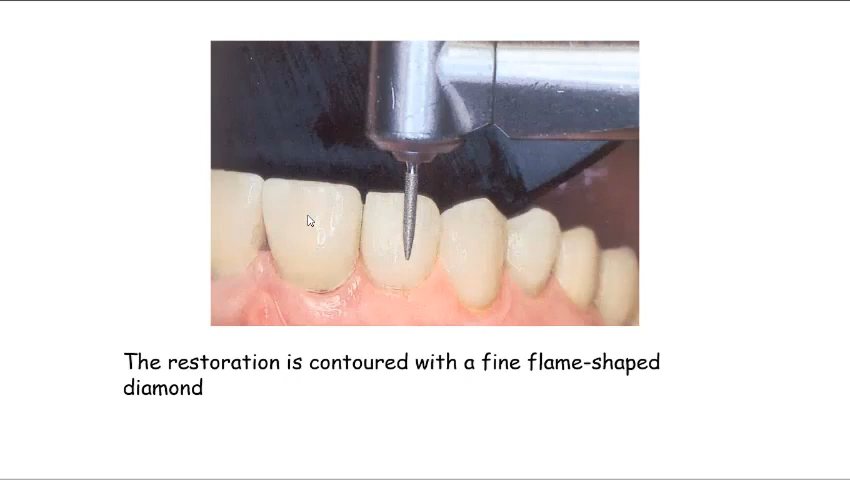 The restoration is contoured with a fine flame-shaped
diamond